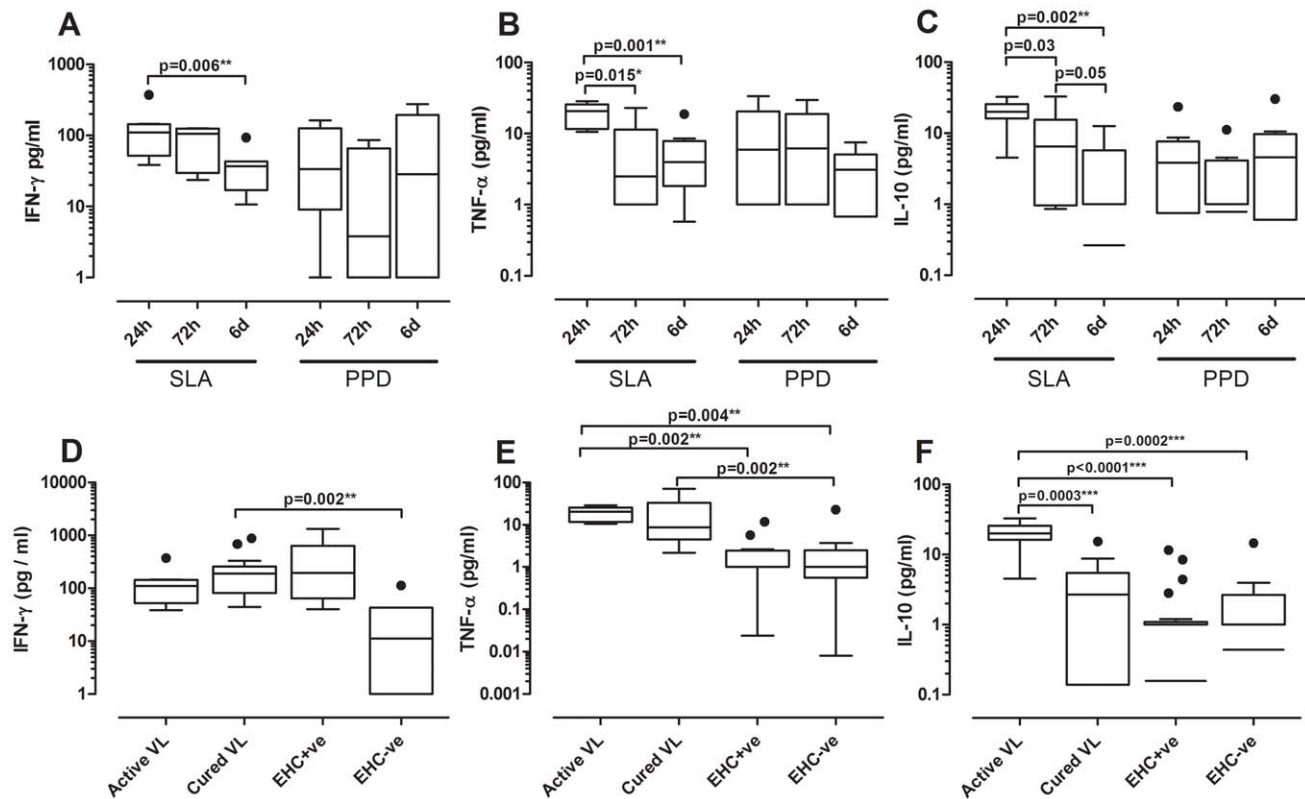 A
p=0.006**
IFN-γ pg/ml
1000
100
10
1
24h
72h
6d
24h
72h
6d
SLA
PPD
B
p=0.001**
p=0.015*
TNF-α (pg/ml)
100
10
1
0.1
24h
72h
6d
24h
72h
6d
SLA
PPD
C
p=0.002**
p=0.03
p=0.05
IL-10 (pg/ml)
100
10
1
0.1
24h
72h
6d
24h
72h
6d
SLA
PPD
D
p=0.002**
IFN-γ (pg / ml)
10000
1000
100
10
1
Active VL
Cured VL
EHC+ve
EHC-ve
E
p=0.004**
p=0.002**
p=0.002**
TNF-α (pg/ml)
100
10
1
0.1
0.01
0.001
Active VL
Cured VL
EHC+ve
EHC-ve
F
p=0.0002***
p<0.0001***
p=0.0003***
IL-10 (pg/ml)
100
10
1
0.1
Active VL
Cured VL
EHC+ve
EHC-ve